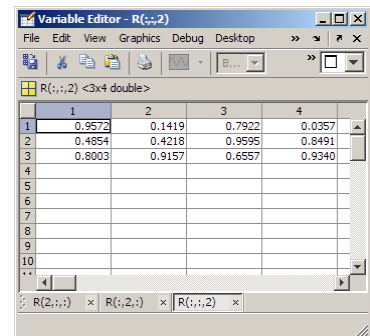 Variable Editor - R(:,:,2)
File Edit View Graphics Debug Desktop
B...
R(:,:,2) <3x4 double>
1 2 3 4
1 0.9572 0.1419 0.7922 0.0357
2 0.4854 0.4218 0.9595 0.8491
3 0.8003 0.9157 0.6557 0.9340
4
5
6
7
8
9
10
R(2,:,:) x R(:,2,:) x R(:,:,2) x